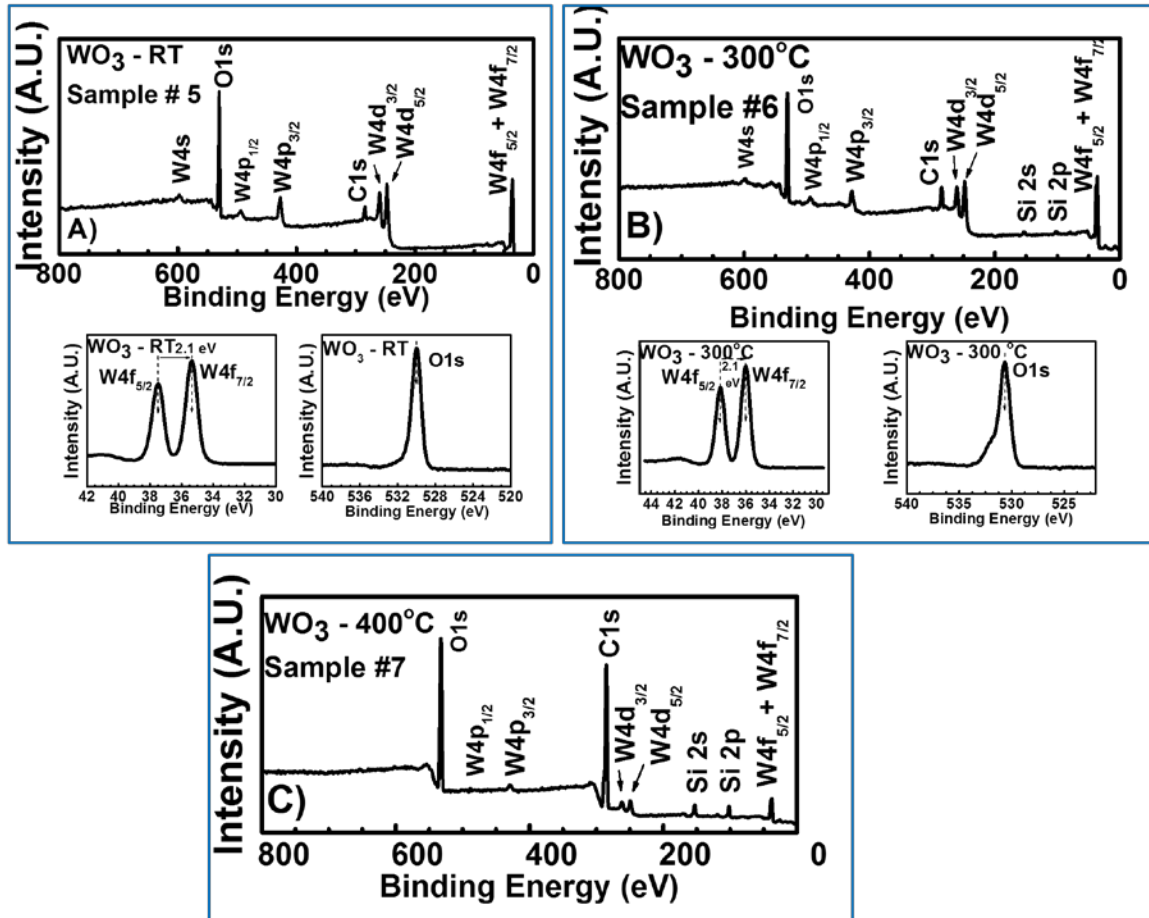 WO3 - RT
Sample # 5
O1s
W4s
W4p1/2
W4p3/2
C1s
W4d3/2
W4d5/2
W4f5/2 + W4f7/2
A)
Intensity (A.U.)
800 600 400 200 0
Binding Energy (eV)
WO3 - RT 2.1 eV
W4f5/2
W4f7/2
Intensity (A.U.)
42 40 38 36 34 32 30
Binding Energy (eV)
WO3 - RT
O1s
Intensity (A.U.)
540 530 528 526 524 520
Binding Energy (eV)
WO3 - 300°C
Sample #6
O1s
W4s
W4p1/2
W4p3/2
C1s
W4d3/2
W4d5/2
Si 2s
Si 2p
W4f5/2 + W4f7/2
B)
Intensity (A.U.)
800 600 400 200 0
Binding Energy (eV)
WO3 - 300°C
2.1
eV
W4f5/2
W4f7/2
Intensity (A.U.)
44 40 38 36 34 32 30
Binding Energy (eV)
WO3 - 300°C
O1s
Intensity (A.U.)
540 535 530 525
Binding Energy (eV)
WO3 - 400°C
Sample #7
O1s
W4p1/2
W4p3/2
C1s
W4d3/2
W4d5/2
Si 2s
Si 2p
W4f5/2 + W4f7/2
C)
Intensity (A.U.)
800 600 400 200 0
Binding Energy (eV)